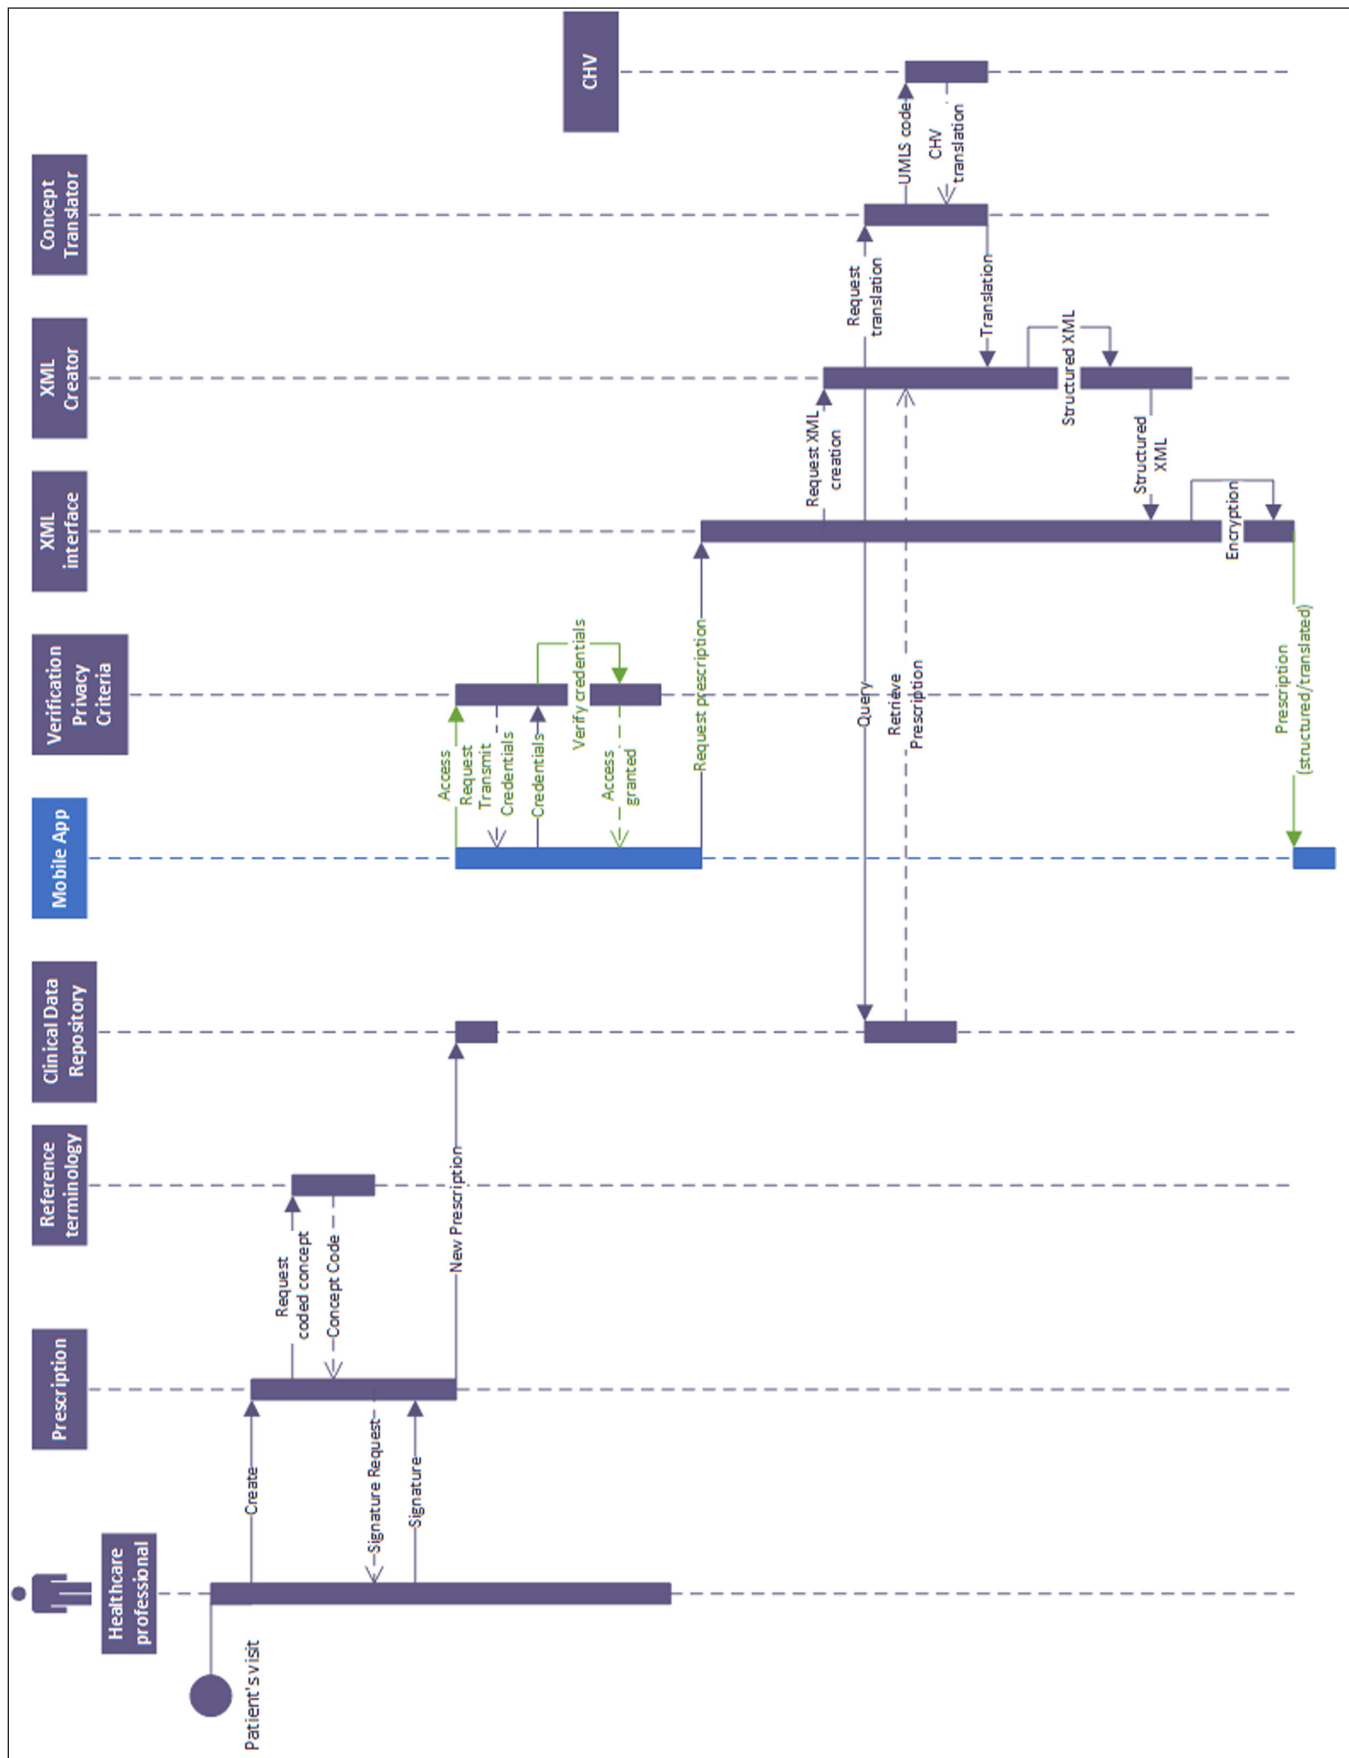 Healthcare
professional
Prescription
Reference
terminology
Clinical Data
Repository
Mobile App
Verification
Privacy
Criteria
XML
interface
XML
Creator
Concept
Translator
CHV
Patient's visit
Create
Request
coded concept
Concept Code
Signature Request
Signature
New Prescription
Access
Request
Transmit
Credentials
Credentials
Verify credentials
Access
granted
Request prescription
Request XML
creation
Request
translation
Query
Retrieve
Prescription
UMLS code
CHV
translation
Translation
Structured XML
Structured
XML
Encryption
Prescription
(structured/translated)